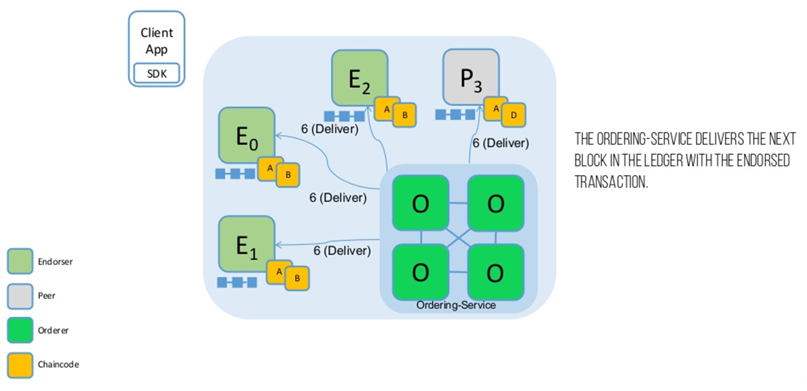 Client
App
SDK
E2
A
B
6 (Deliver)
P3
A
D
6 (Deliver)
E0
A
B
6 (Deliver)
E1
A
B
6 (Deliver)
O
O
O
O
Ordering-Service
THE ORDERING-SERVICE DELIVERS THE NEXT
BLOCK IN THE LEDGER WITH THE ENDORSED
TRANSACTION.
Endorser
Peer
Orderer
Chaincode